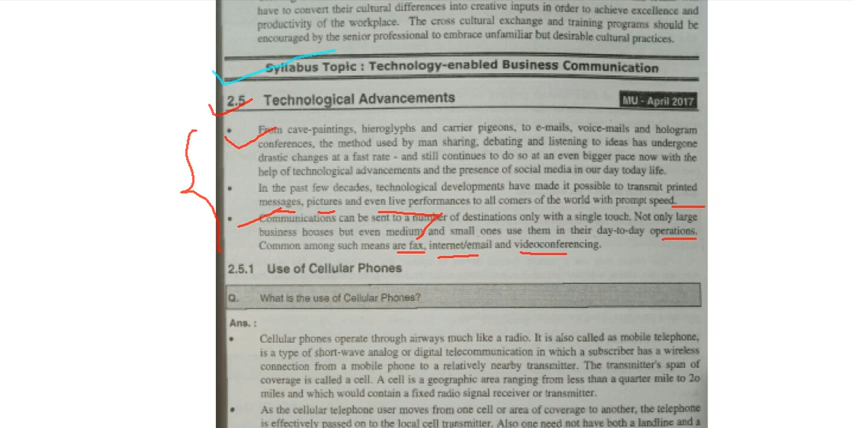 have to convert their cultural differences into creative inputs in order to achieve excellence and
productivity of the workplace. The cross cultural exchange and training programs should be
encouraged by the senior professional to embrace unfamiliar but desirable cultural practices.
Syllabus Topic : Technology-enabled Business Communication
2.5 Technological Advancements
MU - April 2017
• From cave-paintings, hieroglyphs and carrier pigeons, to e-mails, voice-mails and hologram
conferences, the method used by man sharing, debating and listening to ideas has undergone
drastic changes at a fast rate - and still continues to do so at an even bigger pace now with the
help of technological advancements and the presence of social media in our day today life.
• In the past few decades, technological developments have made it possible to transmit printed
messages, pictures and even live performances to all corners of the world with prompt speed.
• Communications can be sent to a number of destinations only with a single touch. Not only large
business houses but even medium and small ones use them in their day-to-day operations.
Common among such means are fax, internet/email and videoconferencing.
2.5.1 Use of Cellular Phones
Q. What is the use of Cellular Phones?
Ans. :
• Cellular phones operate through airways much like a radio. It is also called as mobile telephone,
is a type of short-wave analog or digital telecommunication in which a subscriber has a wireless
connection from a mobile phone to a relatively nearby transmitter. The transmitter's span of
coverage is called a cell. A cell is a geographic area ranging from less than a quarter mile to 20
miles and which would contain a fixed radio signal receiver or transmitter.
• As the cellular telephone user moves from one cell or area of coverage to another, the telephone
is effectively passed on to the local cell transmitter. Also one need not have both a landline and a